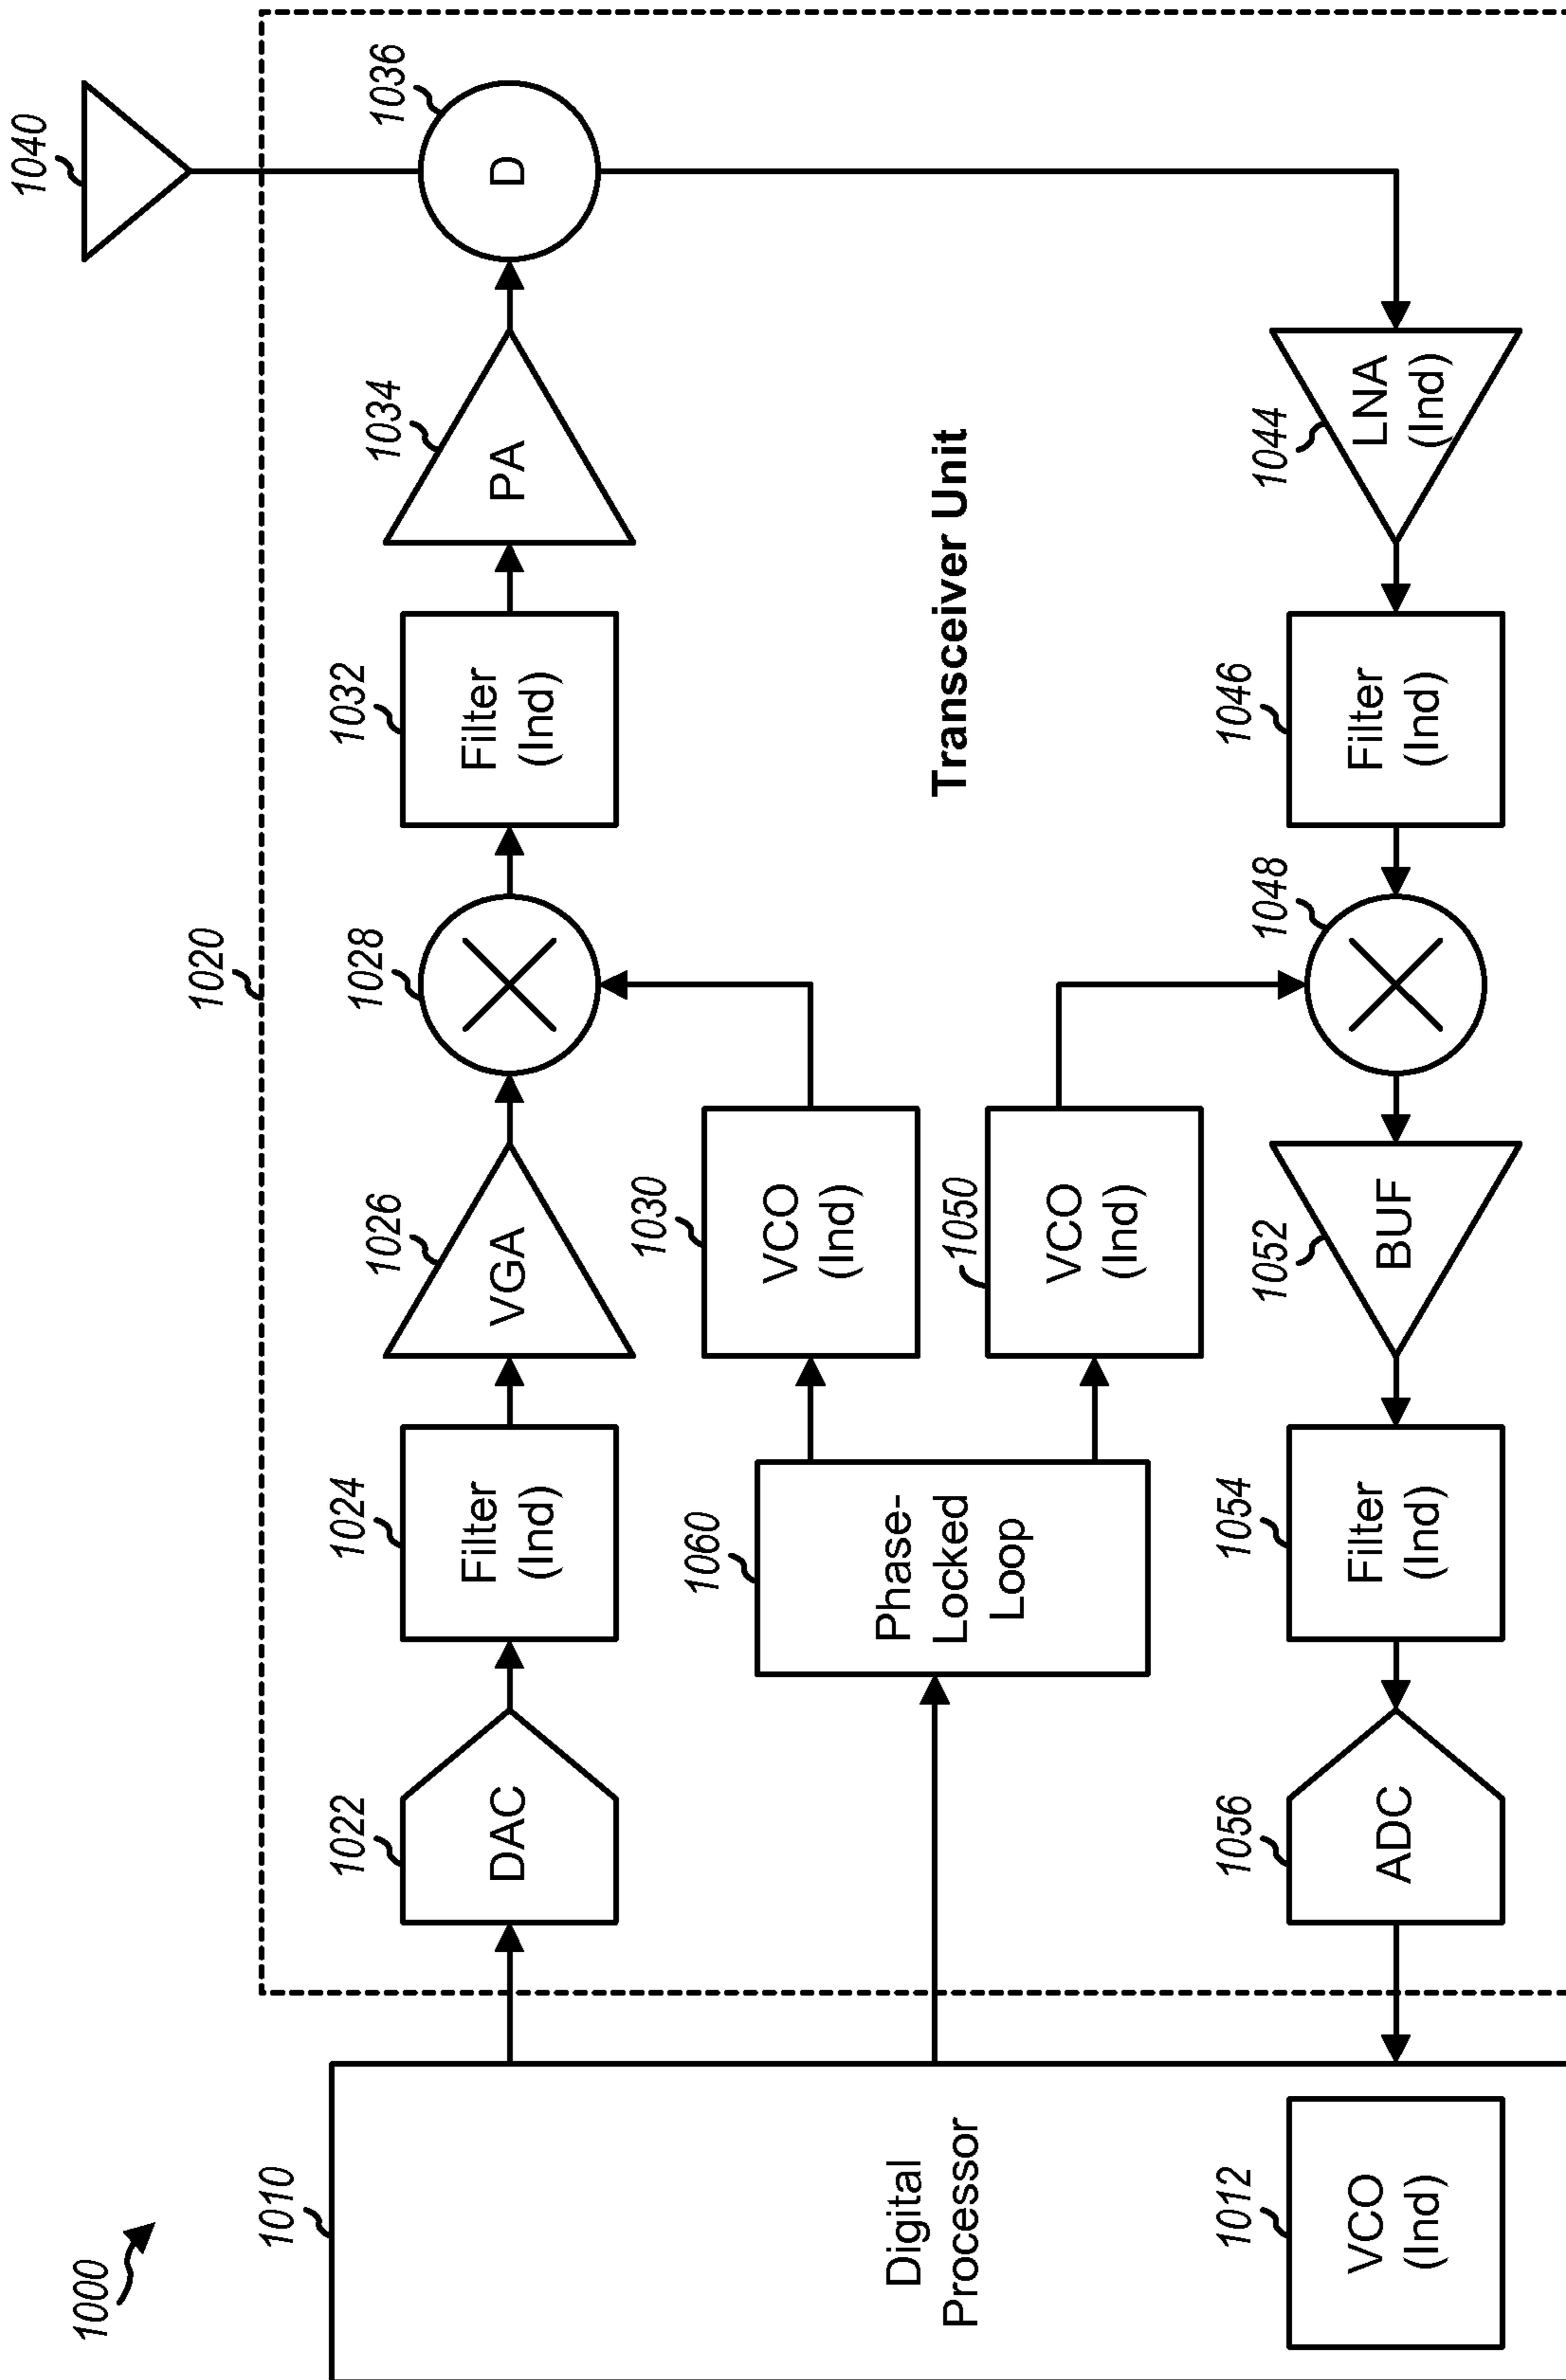 1000
1010
Digital
Processor
1012
VCO
(Ind)
1020
1022
DAC
1024
Filter
(Ind)
1026
VGA
1028
1030
VCO
(Ind)
1032
Filter
(Ind)
1034
PA
1036
D
1040
1060
Phase-
Locked
Loop
1050
VCO
(Ind)
Transceiver Unit
1044
LNA
(Ind)
1046
Filter
(Ind)
1048
1052
BUF
1054
Filter
(Ind)
1056
ADC